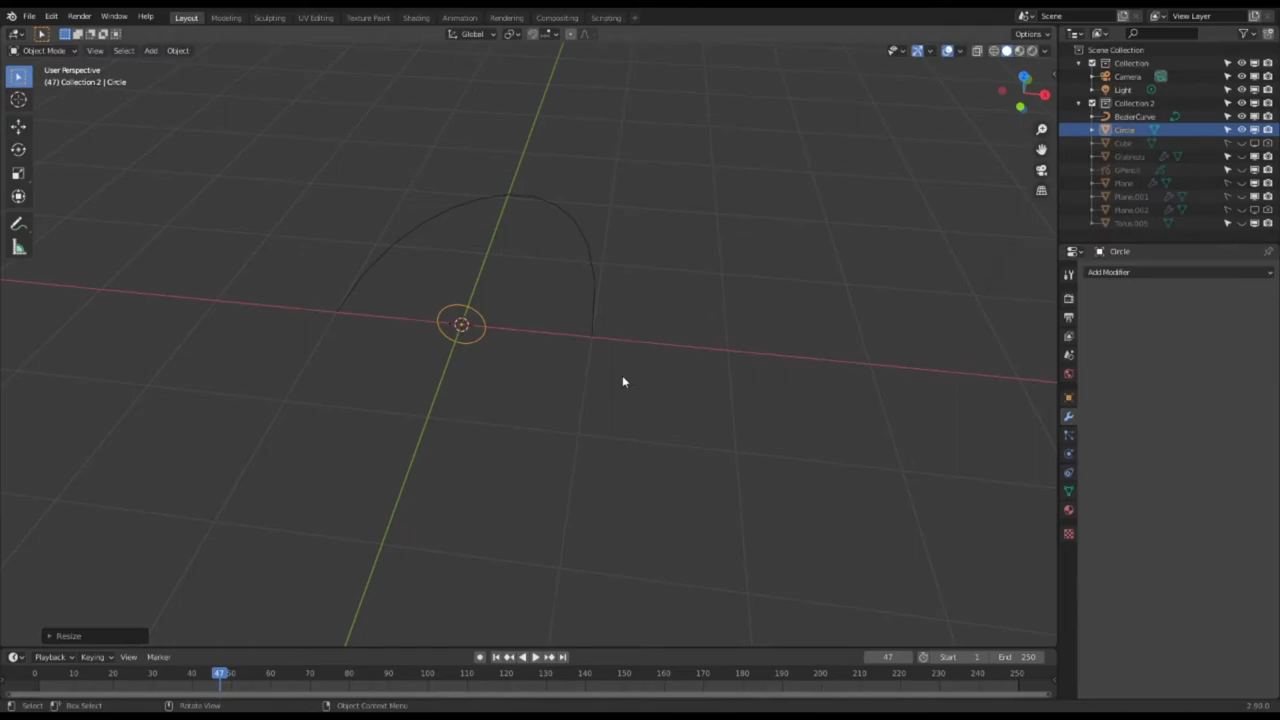 File Edit Render Window Help Layout Modeling Sculpting UV Editing Texture Paint Shading Animation Rendering Compositing Scripting + Scene View Layer
Global Options
Object Mode View Select Add Object
User Perspective
(47) Collection 2 | Circle
Scene Collection
Collection
Camera
Light
Collection 2
BezierCurve
Circle
Cube
GPencil
Plane
Plane.001
Plane.002
Torus.005
Circle
Add Modifier
Z
X
Resize
Playback Keying View Marker 47 Start 1 End 250
0 10 20 30 40 47 50 60 70 80 90 100 110 120 130 140 150 160 170 180 190 200 210 220 230 240 250
Select Box Select Rotate View Object Context Menu 2.90.0